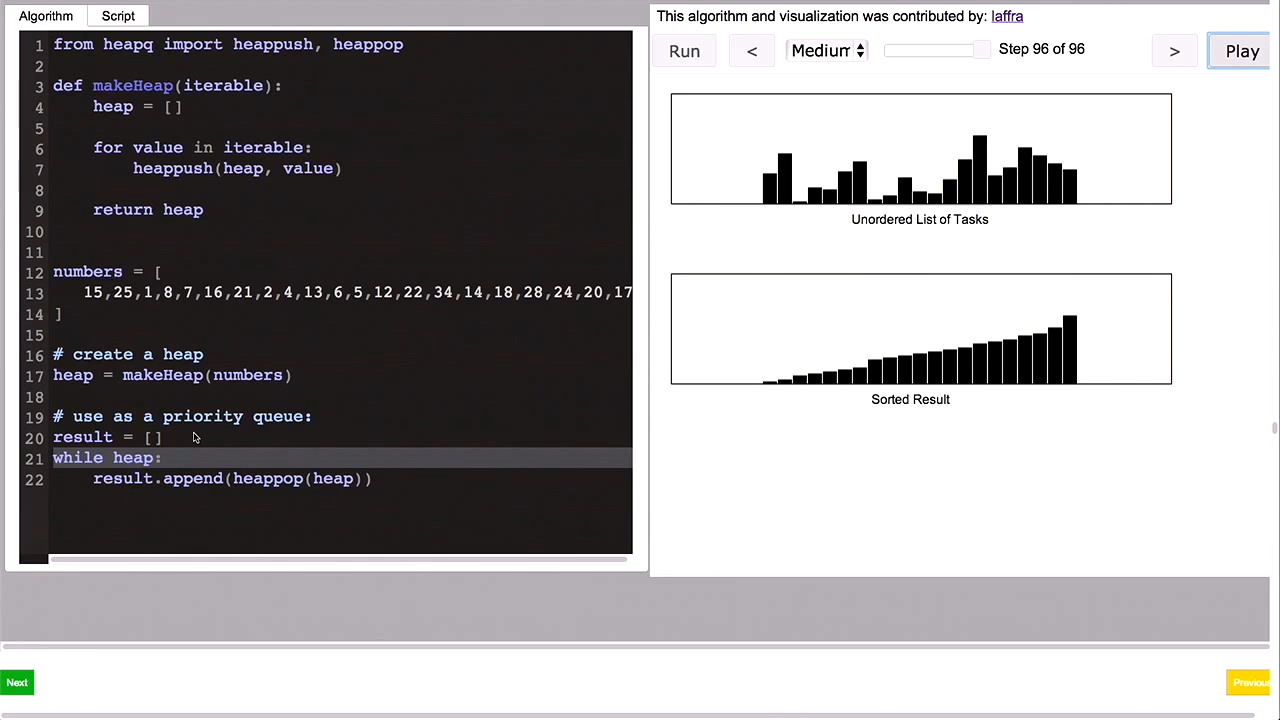 Algorithm
Script
1 from heapq import heappush, heappop
2
3 def makeHeap(iterable):
4     heap = []
5
6     for value in iterable:
7         heappush(heap, value)
8
9     return heap
10
11
12 numbers = [
13    15,25,1,8,7,16,21,2,4,13,6,5,12,22,34,14,18,28,24,20,17
14 ]
15
16 # create a heap
17 heap = makeHeap(numbers)
18
19 # use as a priority queue:
20 result = []
21 while heap:
22     result.append(heappop(heap))
This algorithm and visualization was contributed by: laffra
Run < Medium Step 96 of 96 > Play
Unordered List of Tasks
Sorted Result
Next
Previous